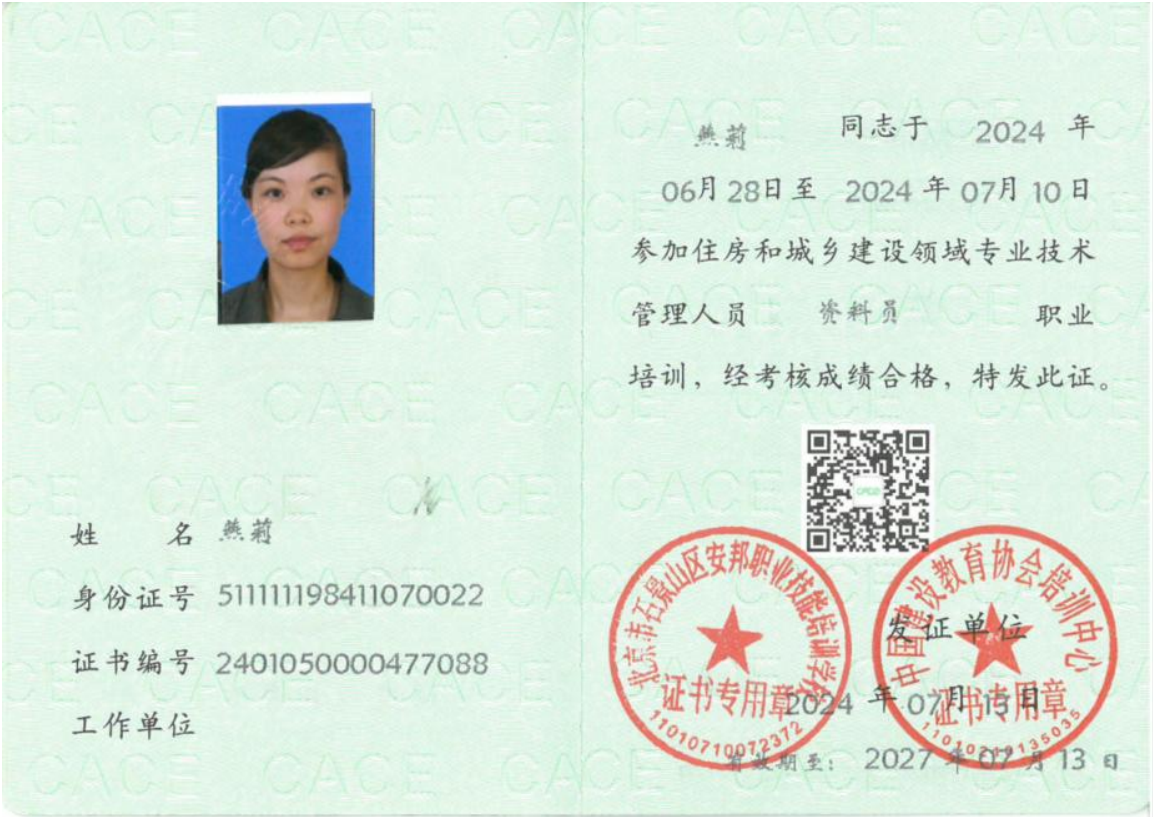 姓 名 燕莉
身份证号 511111198411070022
证书编号 2401050000477088
工作单位
燕莉 同志于 2024 年
06月 28日至 2024 年 07月 10 日
参加住房和城乡建设领域专业技术
管理人员 资料员 职业
培训，经考核成绩合格，特发此证。
CACE
北京市石景山区安邦职业技能培训学校
证书专用章
11010710072372
中国建设教育协会培训中心
证书专用章
发证单位
2024 年 07月 13 日
有效期至： 2027 年 07 月 13 日